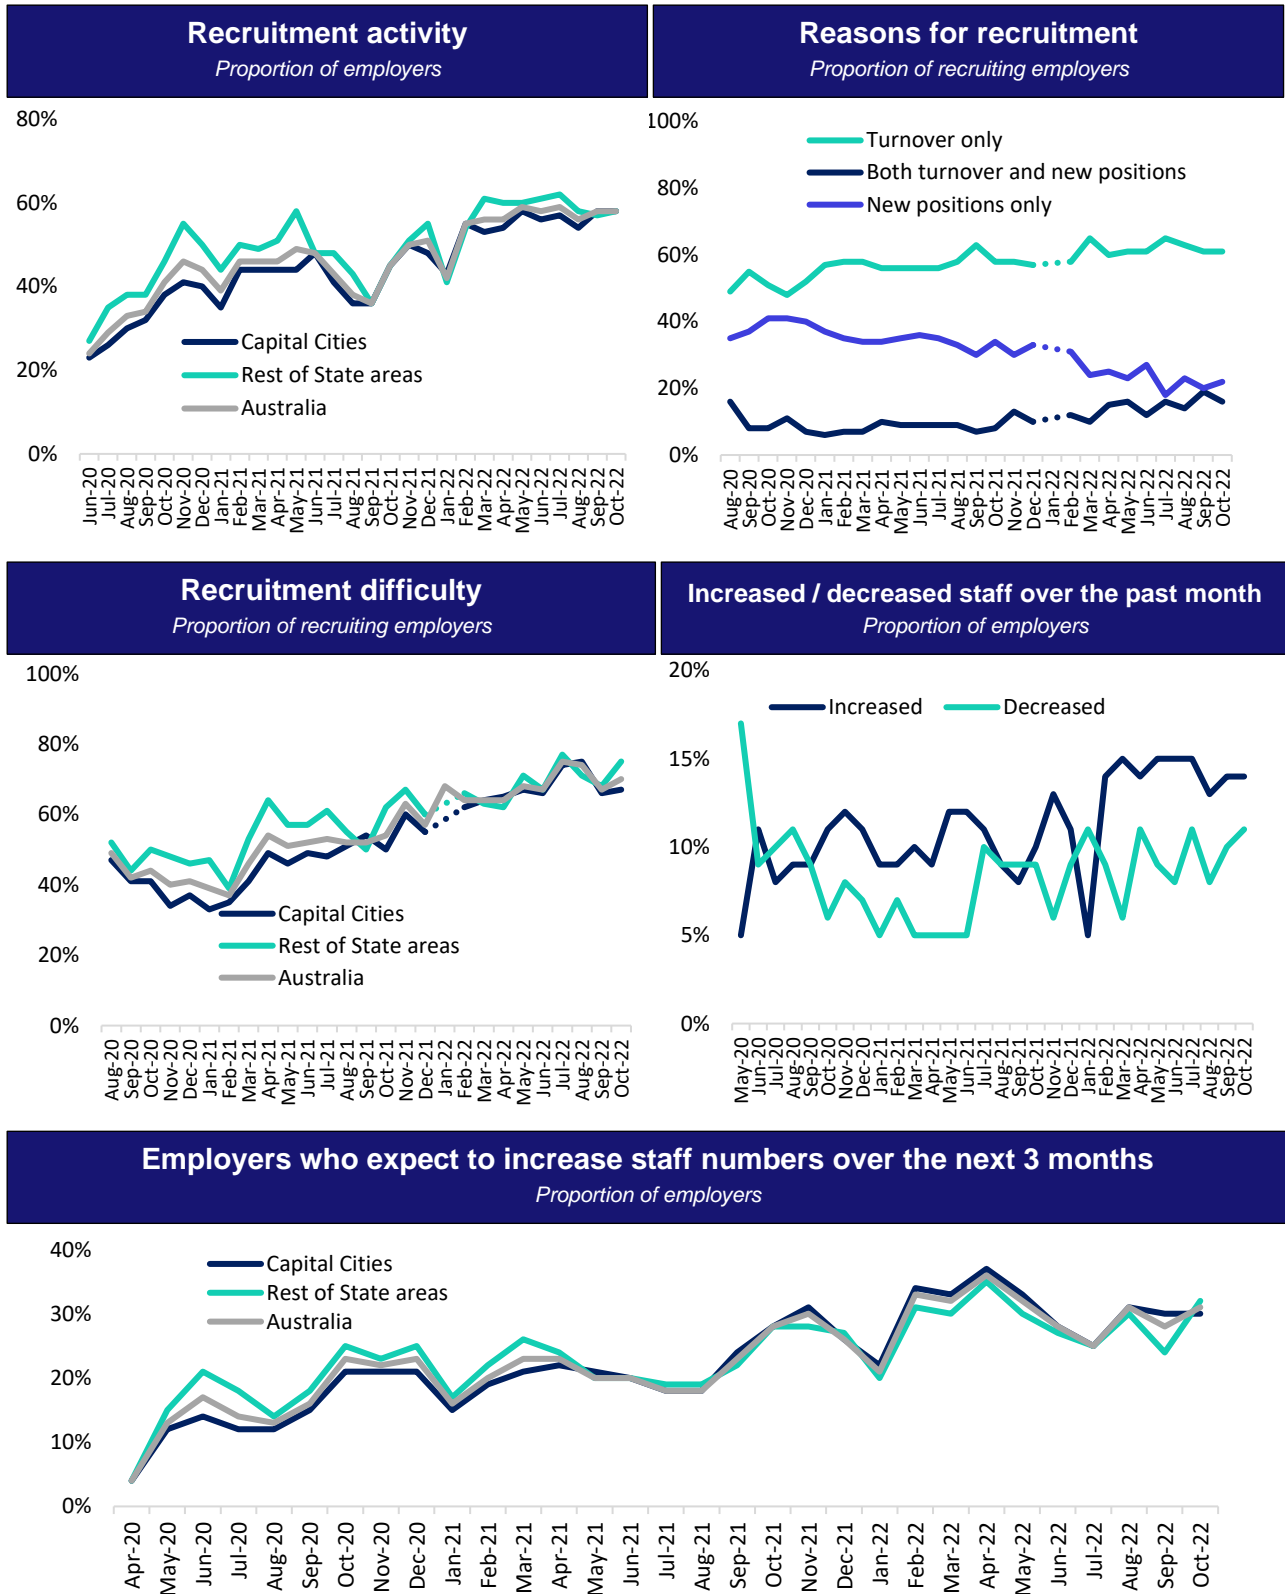 Recruitment activity
Proportion of employers
80%
60%
40%
20%
0%
Capital Cities
Rest of State areas
Australia
Jun-20
Jul-20
Aug-20
Sep-20
Oct-20
Nov-20
Dec-20
Jan-21
Feb-21
Mar-21
Apr-21
May-21
Jun-21
Jul-21
Aug-21
Sep-21
Oct-21
Nov-21
Dec-21
Jan-22
Feb-22
Mar-22
Apr-22
May-22
Jun-22
Jul-22
Aug-22
Sep-22
Oct-22
Reasons for recruitment
Proportion of recruiting employers
100%
80%
60%
40%
20%
0%
Turnover only
Both turnover and new positions
New positions only
Aug-20
Sep-20
Oct-20
Nov-20
Dec-20
Jan-21
Feb-21
Mar-21
Apr-21
May-21
Jun-21
Jul-21
Aug-21
Sep-21
Oct-21
Nov-21
Dec-21
Jan-22
Feb-22
Mar-22
Apr-22
May-22
Jun-22
Jul-22
Aug-22
Sep-22
Oct-22
Recruitment difficulty
Proportion of recruiting employers
100%
80%
60%
40%
20%
0%
Capital Cities
Rest of State areas
Australia
Aug-20
Sep-20
Oct-20
Nov-20
Dec-20
Jan-21
Feb-21
Mar-21
Apr-21
May-21
Jun-21
Jul-21
Aug-21
Sep-21
Oct-21
Nov-21
Dec-21
Jan-22
Feb-22
Mar-22
Apr-22
May-22
Jun-22
Jul-22
Aug-22
Sep-22
Oct-22
Increased / decreased staff over the past month
Proportion of employers
20%
15%
10%
5%
0%
Increased
Decreased
May-20
Jun-20
Jul-20
Aug-20
Sep-20
Oct-20
Nov-20
Dec-20
Jan-21
Feb-21
Mar-21
Apr-21
May-21
Jun-21
Jul-21
Aug-21
Sep-21
Oct-21
Nov-21
Dec-21
Jan-22
Feb-22
Mar-22
Apr-22
May-22
Jun-22
Jul-22
Aug-22
Sep-22
Oct-22
Employers who expect to increase staff numbers over the next 3 months
Proportion of employers
40%
30%
20%
10%
0%
Capital Cities
Rest of State areas
Australia
Apr-20
May-20
Jun-20
Jul-20
Aug-20
Sep-20
Oct-20
Nov-20
Dec-20
Jan-21
Feb-21
Mar-21
Apr-21
May-21
Jun-21
Jul-21
Aug-21
Sep-21
Oct-21
Nov-21
Dec-21
Jan-22
Feb-22
Mar-22
Apr-22
May-22
Jun-22
Jul-22
Aug-22
Sep-22
Oct-22